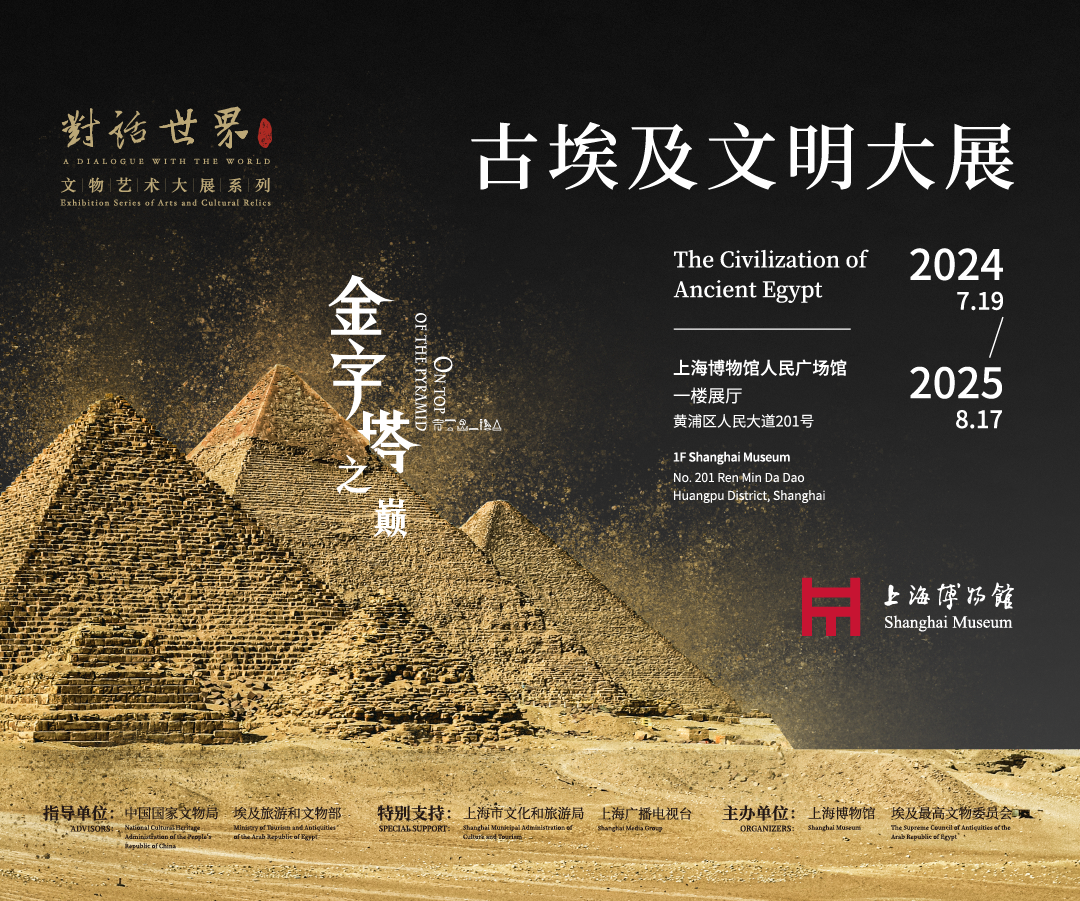 對話世界
A DIALOGUE WITH THE WORLD
文物艺术大展系列
Exhibition Series of Arts and Cultural Relics
古埃及文明大展
The Civilization of
Ancient Egypt
2024
7.19
2025
8.17
上海博物馆人民广场馆
一楼展厅
黄浦区人民大道201号
1F Shanghai Museum
No. 201 Ren Min Da Dao
Huangpu District, Shanghai
金字塔之巅
ON TOP
OF THE PYRAMID
上海博物館
Shanghai Museum
指导单位：
ADVISORS:
中国国家文物局
National Cultural Heritage
Administration of the People's
Republic of China
埃及旅游和文物部
Ministry of Tourism and Antiquities
of the Arab Republic of Egypt
特别支持：
SPECIAL SUPPORT:
上海市文化和旅游局
Shanghai Municipal Administration of
Culture and Tourism
上海广播电视台
Shanghai Media Group
主办单位：
ORGANIZERS:
上海博物馆
Shanghai Museum
埃及最高文物委员会
The Supreme Council of Antiquities of the
Arab Republic of Egypt